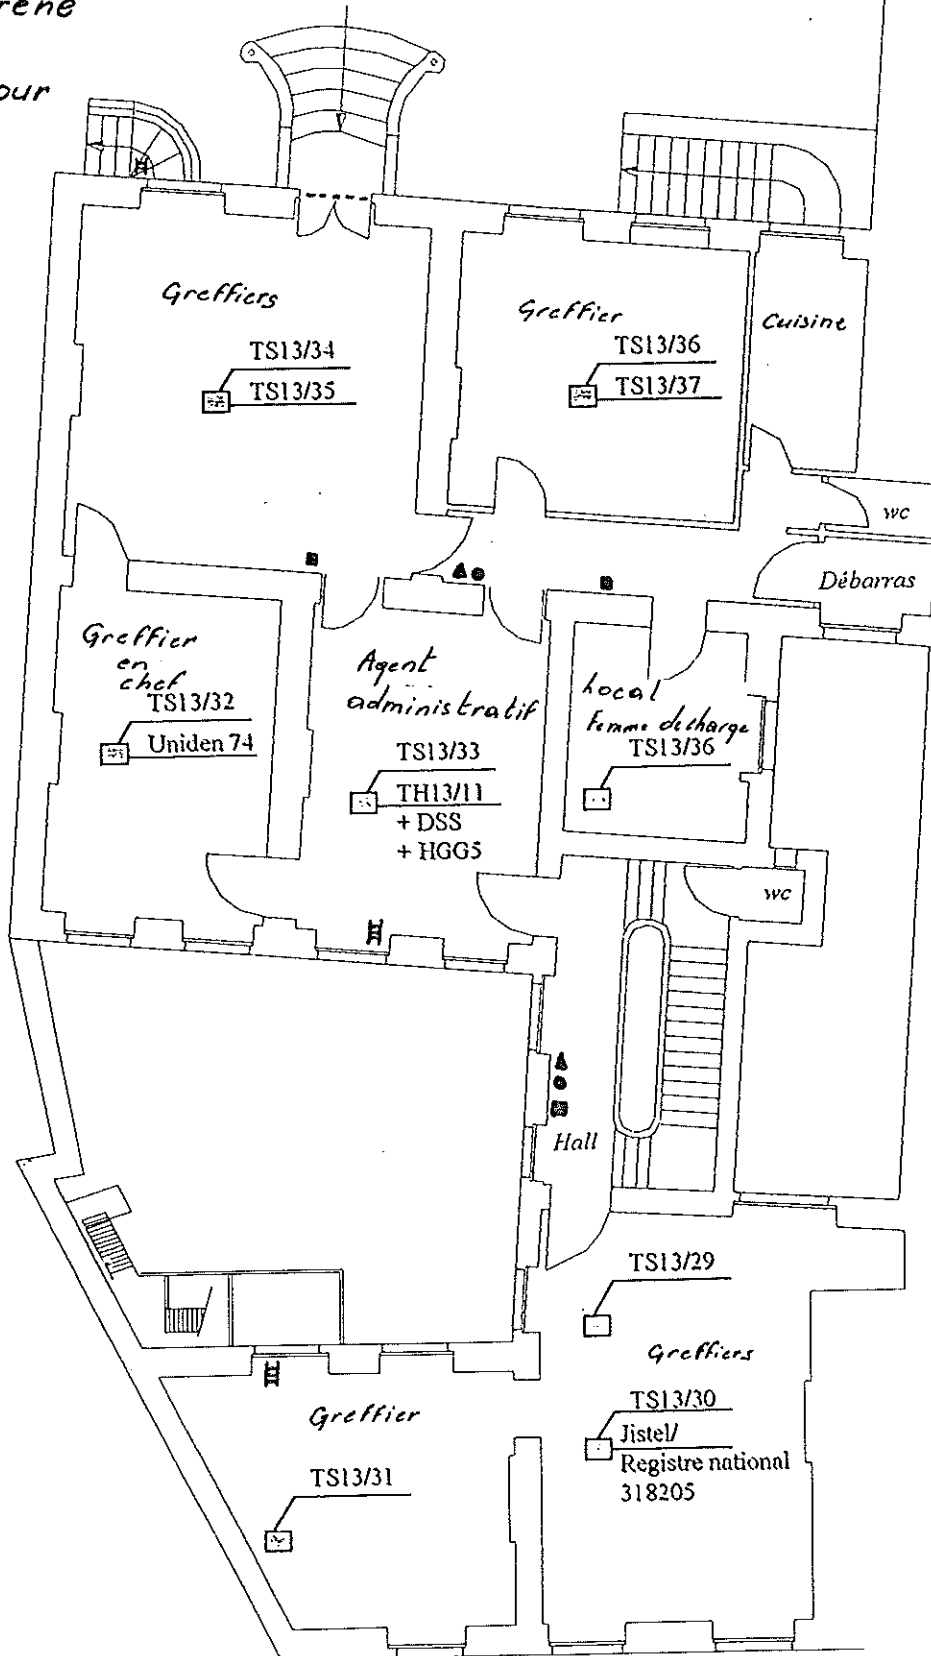 our
Greffiers
TS13/34
TS13/35
Greffier
TS13/36
TS13/37
Cuisine
wc
Débarras
Greffier
en
chef
TS13/32
Uniden 74
Agent
administratif
TS13/33
TH13/11
+ DSS
+ HGG5
Local
Femme de charge
TS13/36
wc
Hall
TS13/29
Greffiers
TS13/30
Jistel/
Registre national
318205
Greffier
TS13/31